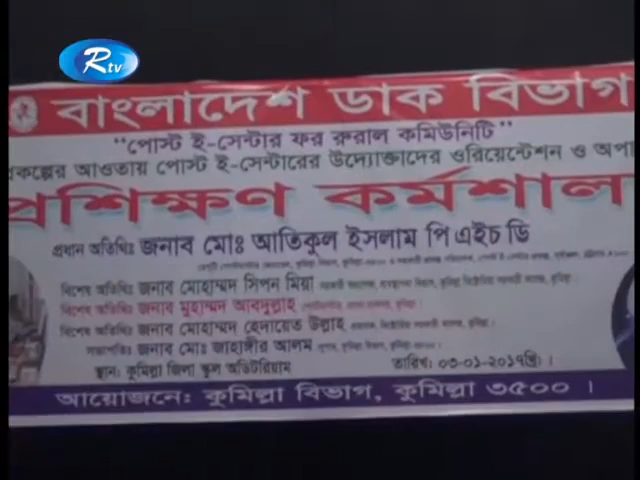 Rtv
বাংলাদেশ ডাক বিভাগ
"পোস্ট ই-সেন্টার ফর রুরাল কমিউনিটি"
প্রকল্পের আওতায় পোস্ট ই-সেন্টারের উদ্যোক্তাদের ওরিয়েন্টেশন ও অপা
প্রশিক্ষণ কর্মশাল
প্রধান অতিথিঃ জনাব মোঃ আতিকুল ইসলাম পি এইচ ডি
বিশেষ অতিথিঃ জনাব মোহাম্মদ সিপন মিয়া
বিশেষ অতিথিঃ জনাব মুহাম্মদ আবদুল্লাহ
বিশেষ অতিথিঃ জনাব মোহাম্মদ হেদায়েত উল্লাহ
সভাপতিঃ জনাব মোঃ জাহাঙ্গীর আলম
স্থান: কুমিল্লা জিলা স্কুল অডিটরিয়াম তারিখ: ০৩-০১-২০১৭খ্রি।
আয়োজনে: কুমিল্লা বিভাগ, কুমিল্লা ৩৫০০ ।